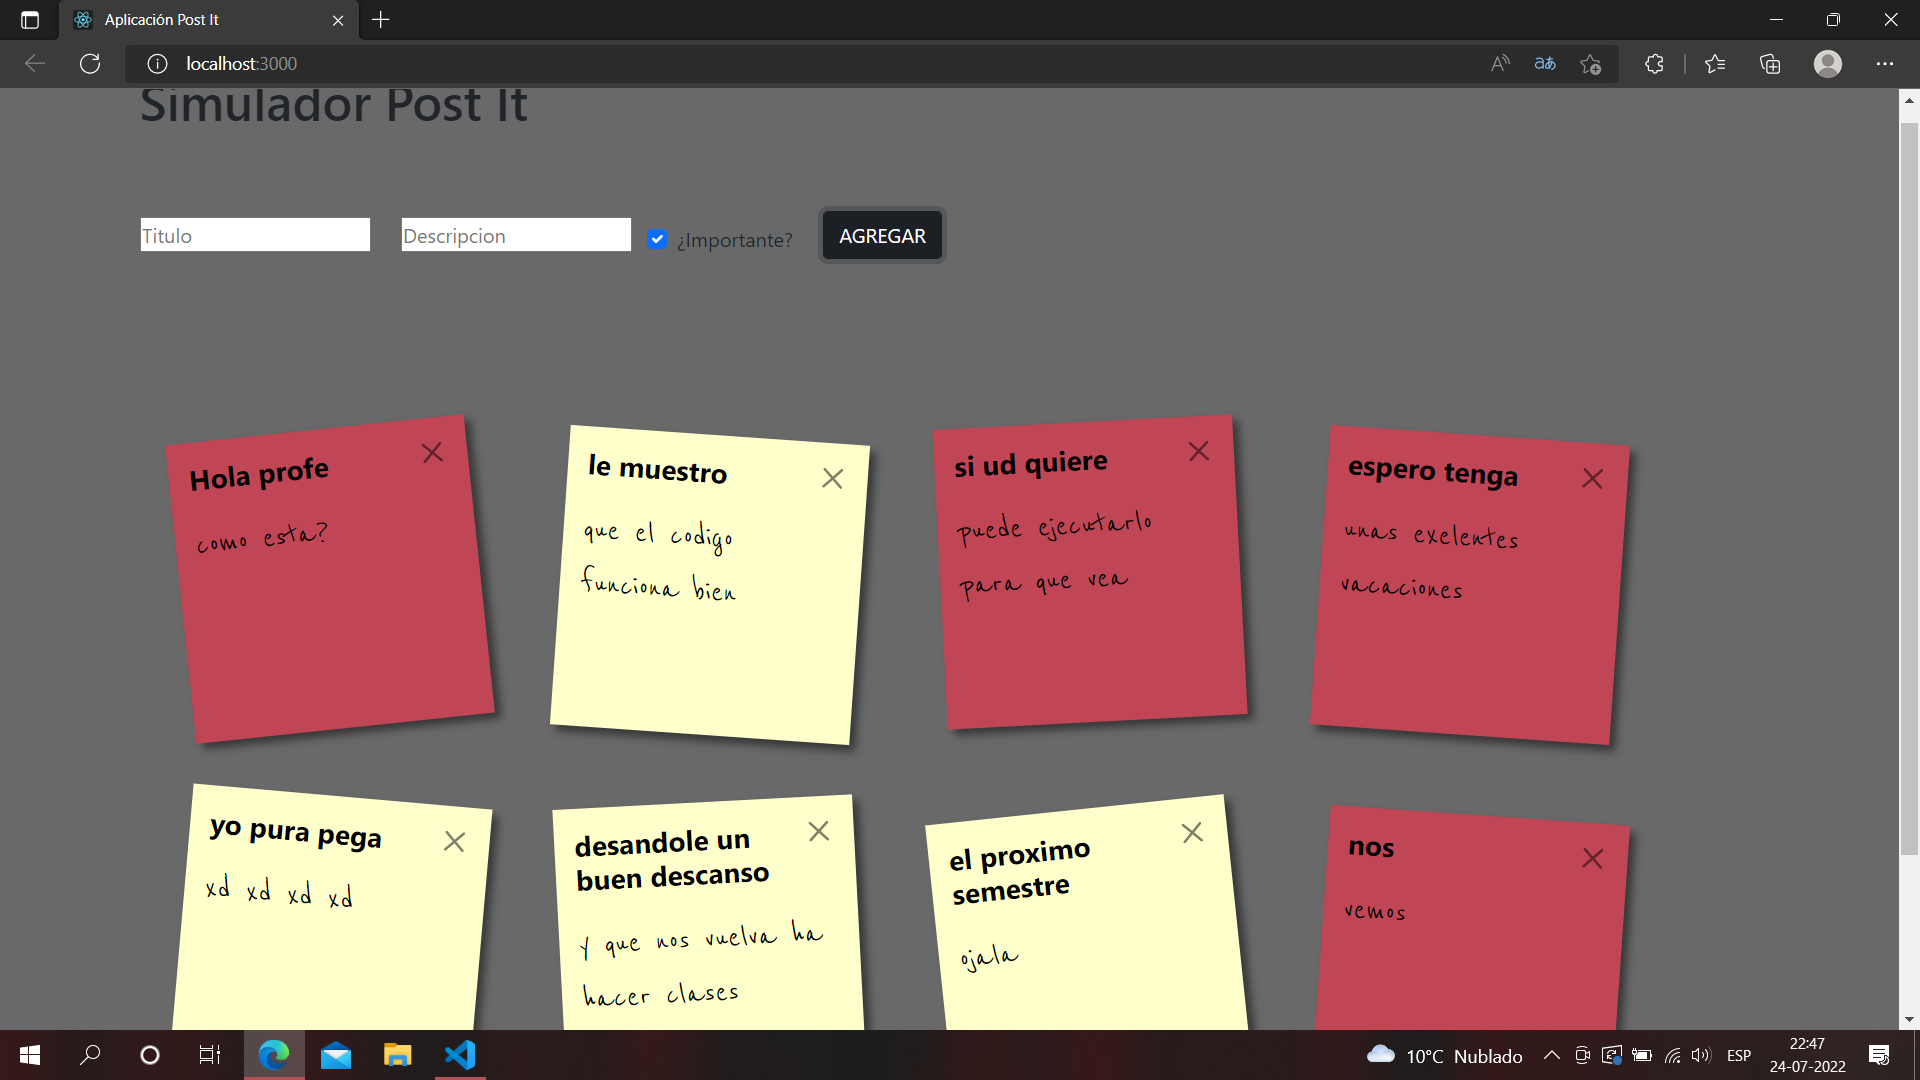 Aplicación Post It
localhost:3000
Simulador Post It
Titulo
Descripcion
¿Importante?
AGREGAR
Hola profe
como esta?
le muestro
que el codigo
funciona bien
si ud quiere
puede ejecutarlo
para que vea
espero tenga
unas exelentes
vacaciones
yo pura pega
xd xd xd xd
desandole un
buen descanso
y que nos vuelva ha
hacer clases
el proximo
semestre
ojala
nos
vemos
10°C Nublado
ESP
22:47
24-07-2022